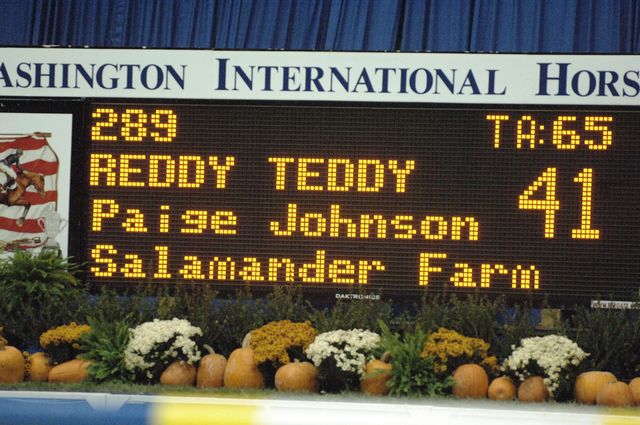 ASHINGTON INTERNATIONAL HORS
289 TA:65
REDDY TEDDY
Paige Johnson 41
Salamander Farm
DAKTRONICS